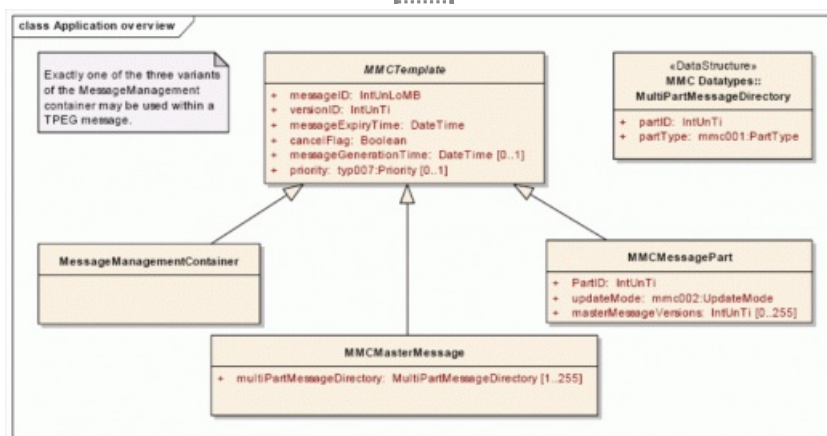 class Application overview
Exactly one of the three variants
of the MessageManagement
container may be used within a
TPEG message.
MMCTemplate
+ messageID: IntUnLoMB
+ versionID: IntUnTi
+ messageExpiryTime: DateTime
+ cancelFlag: Boolean
+ messageGenerationTime: DateTime [0..1]
+ priority: typ007:Priority [0..1]
«DataStructure»
MMC Datatypes::
MultiPartMessageDirectory
+ partID: IntUnTi
+ partType: mmc001:PartType
MessageManagementContainer
MMCMessagePart
+ PartID: IntUnTi
+ updateMode: mmc002:UpdateMode
+ masterMessageVersions: IntUnTi [0..255]
MMCMasterMessage
+ multiPartMessageDirectory: MultiPartMessageDirectory [1..255]